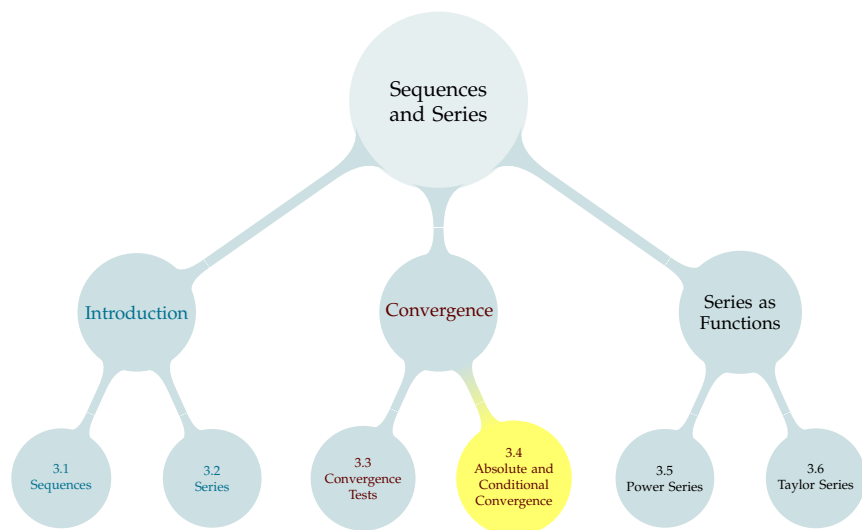 Sequences
and Series
Introduction
Convergence
Series as
Functions
3.1
Sequences
3.2
Series
3.3
Convergence
Tests
3.4
Absolute and
Conditional
Convergence
3.5
Power Series
3.6
Taylor Series